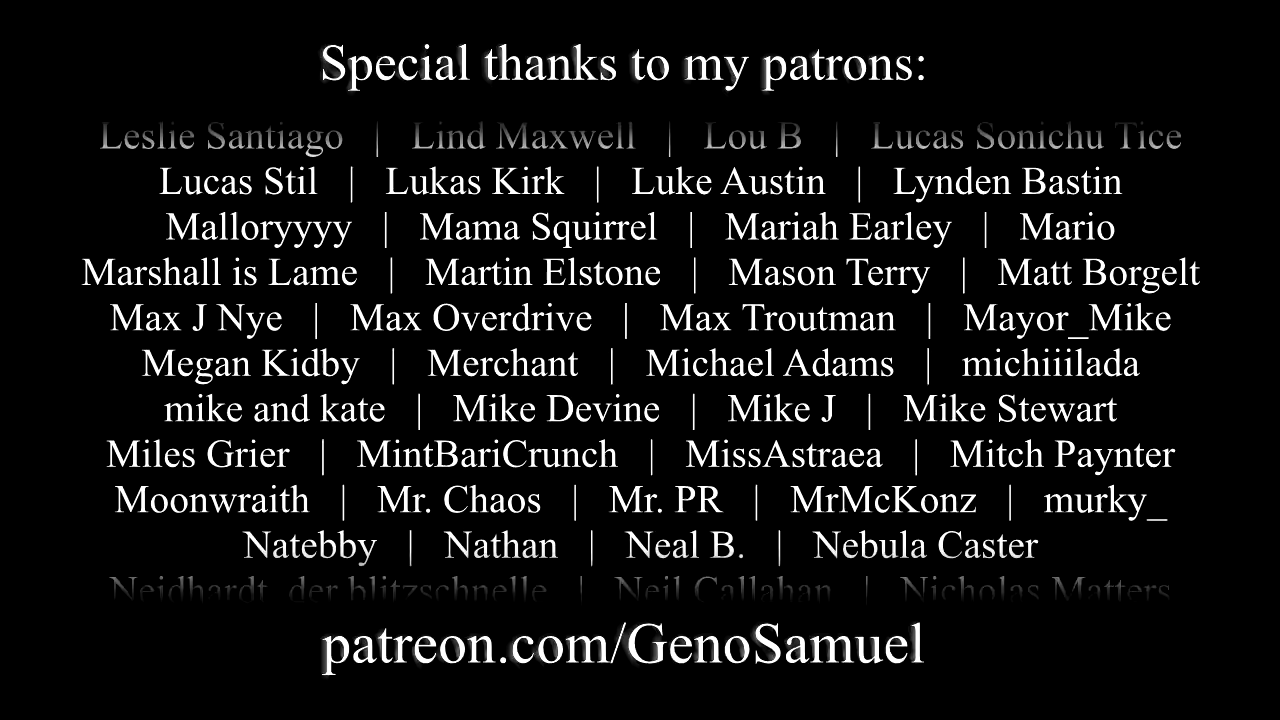 Special thanks to my patrons:
Leslie Santiago | Lind Maxwell | Lou B | Lucas Sonichu Tice
Lucas Stil | Lukas Kirk | Luke Austin | Lynden Bastin
Malloryyyy | Mama Squirrel | Mariah Earley | Mario
Marshall is Lame | Martin Elstone | Mason Terry | Matt Borgelt
Max J Nye | Max Overdrive | Max Troutman | Mayor_Mike
Megan Kidby | Merchant | Michael Adams | michiiilada
mike and kate | Mike Devine | Mike J | Mike Stewart
Miles Grier | MintBariCrunch | MissAstraea | Mitch Paynter
Moonwraith | Mr. Chaos | Mr. PR | MrMcKonz | murky_
Natebby | Nathan | Neal B. | Nebula Caster
Neidhardt, der blitzschnelle | Neil Callahan | Nicholas Matters
patreon.com/GenoSamuel